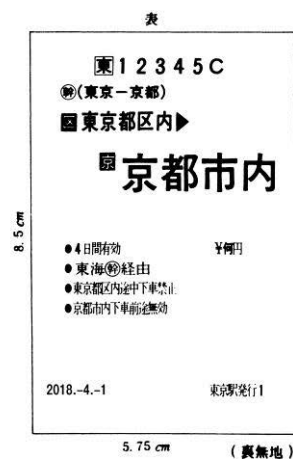 表
東12345C
㊥(東京－京都)
区東京都区内▶
京 京都市内
8.5cm
●4日間有効 ¥何円
●東海㊥経由
●東京都区内途中下車禁止
●京都市内下車前途無効
2018.-4.-1 東京駅発行1
5.75cm (裏無地)